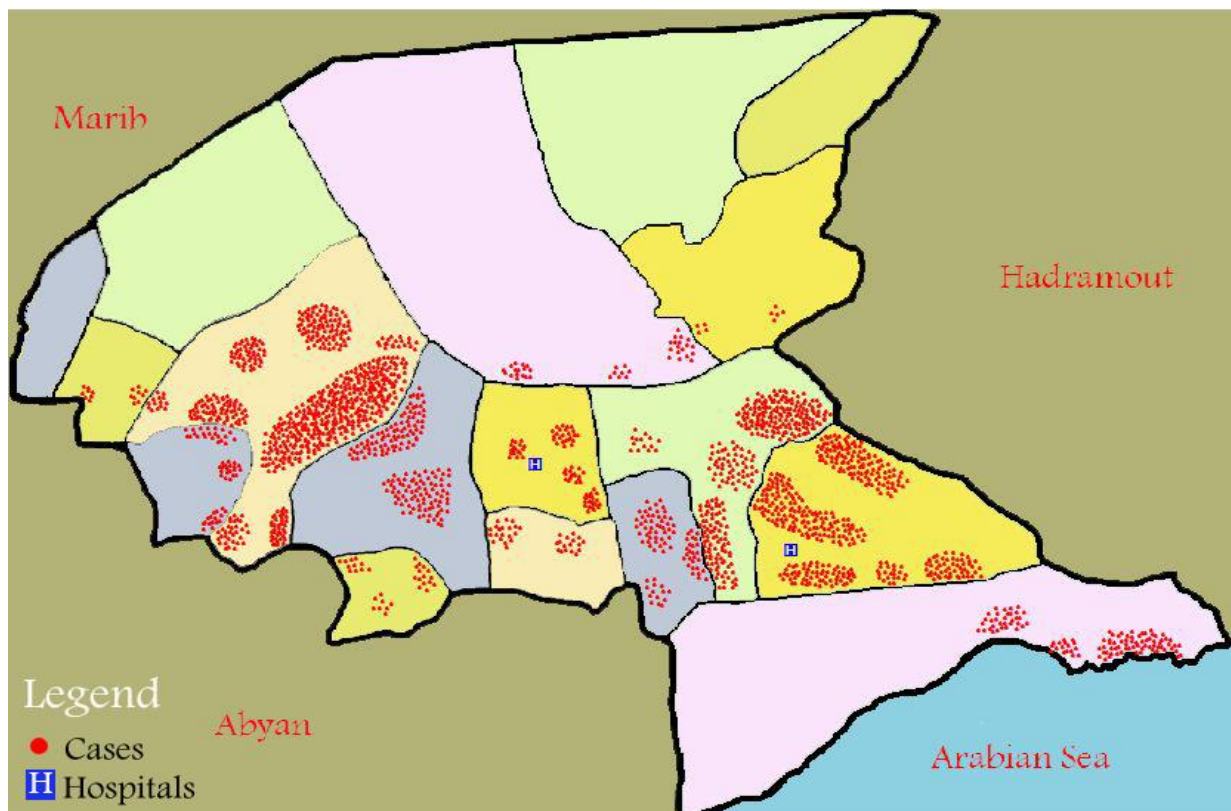 Marib
Hadramout
H
H
Legend
Cases
H Hospitals
Abyan
Arabian Sea